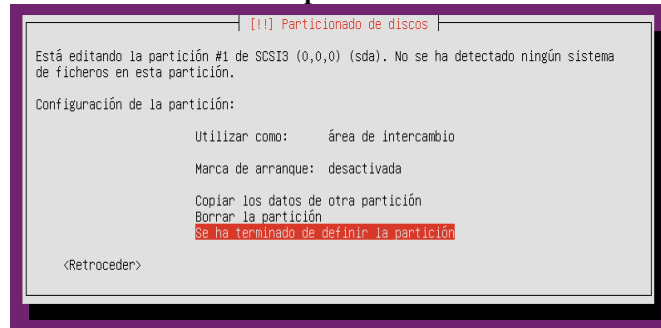 [!!] Particionado de discos
Está editando la partición #1 de SCSI3 (0,0,0) (sda). No se ha detectado ningún sistema
de ficheros en esta partición.
Configuración de la partición:
Utilizar como: área de intercambio
Marca de arranque: desactivada
Copiar los datos de otra partición
Borrar la partición
Se ha terminado de definir la partición
<Retroceder>